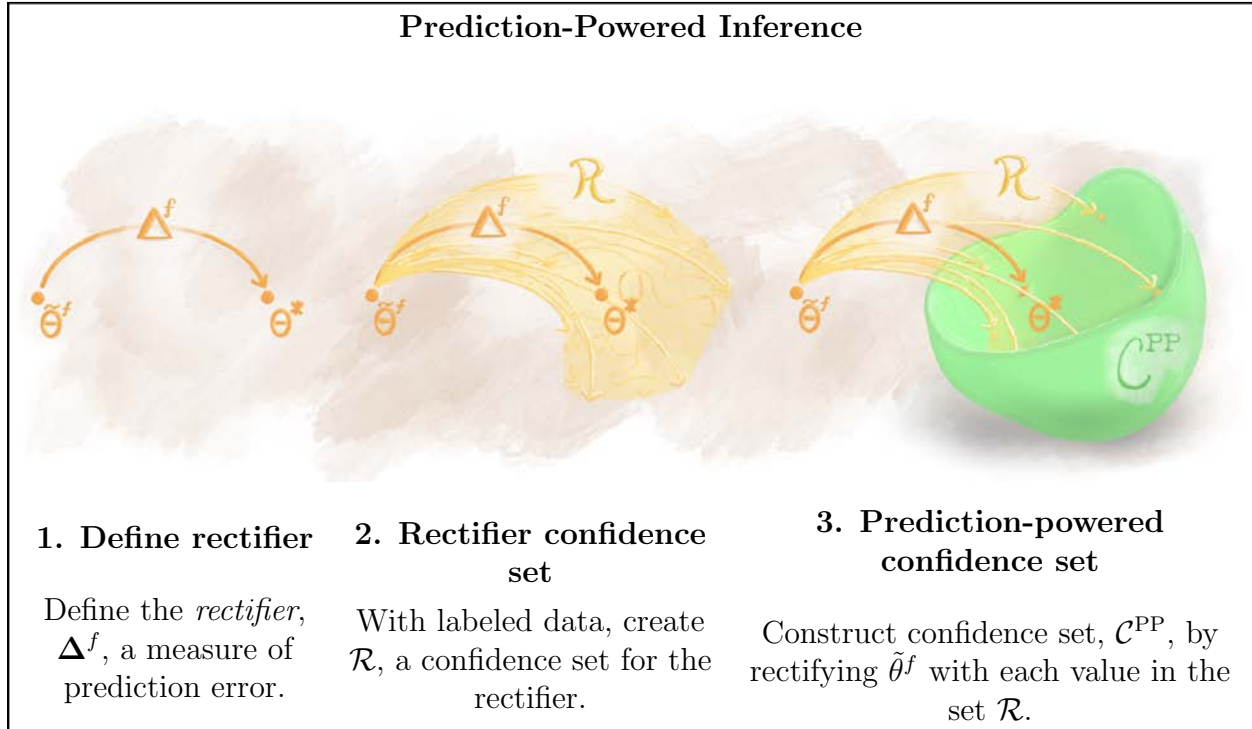 Prediction-Powered Inference
Δ^f
θ̃^f
θ*
ℛ
Δ^f
θ̃^f
θ*
ℛ
Δ^f
θ̃^f
θ*
𝒞^PP
1. Define rectifier
Define the rectifier,
Δ^f, a measure of
prediction error.
2. Rectifier confidence
set
With labeled data, create
ℛ, a confidence set for the
rectifier.
3. Prediction-powered
confidence set
Construct confidence set, 𝒞^PP, by
rectifying θ̃^f with each value in the
set ℛ.